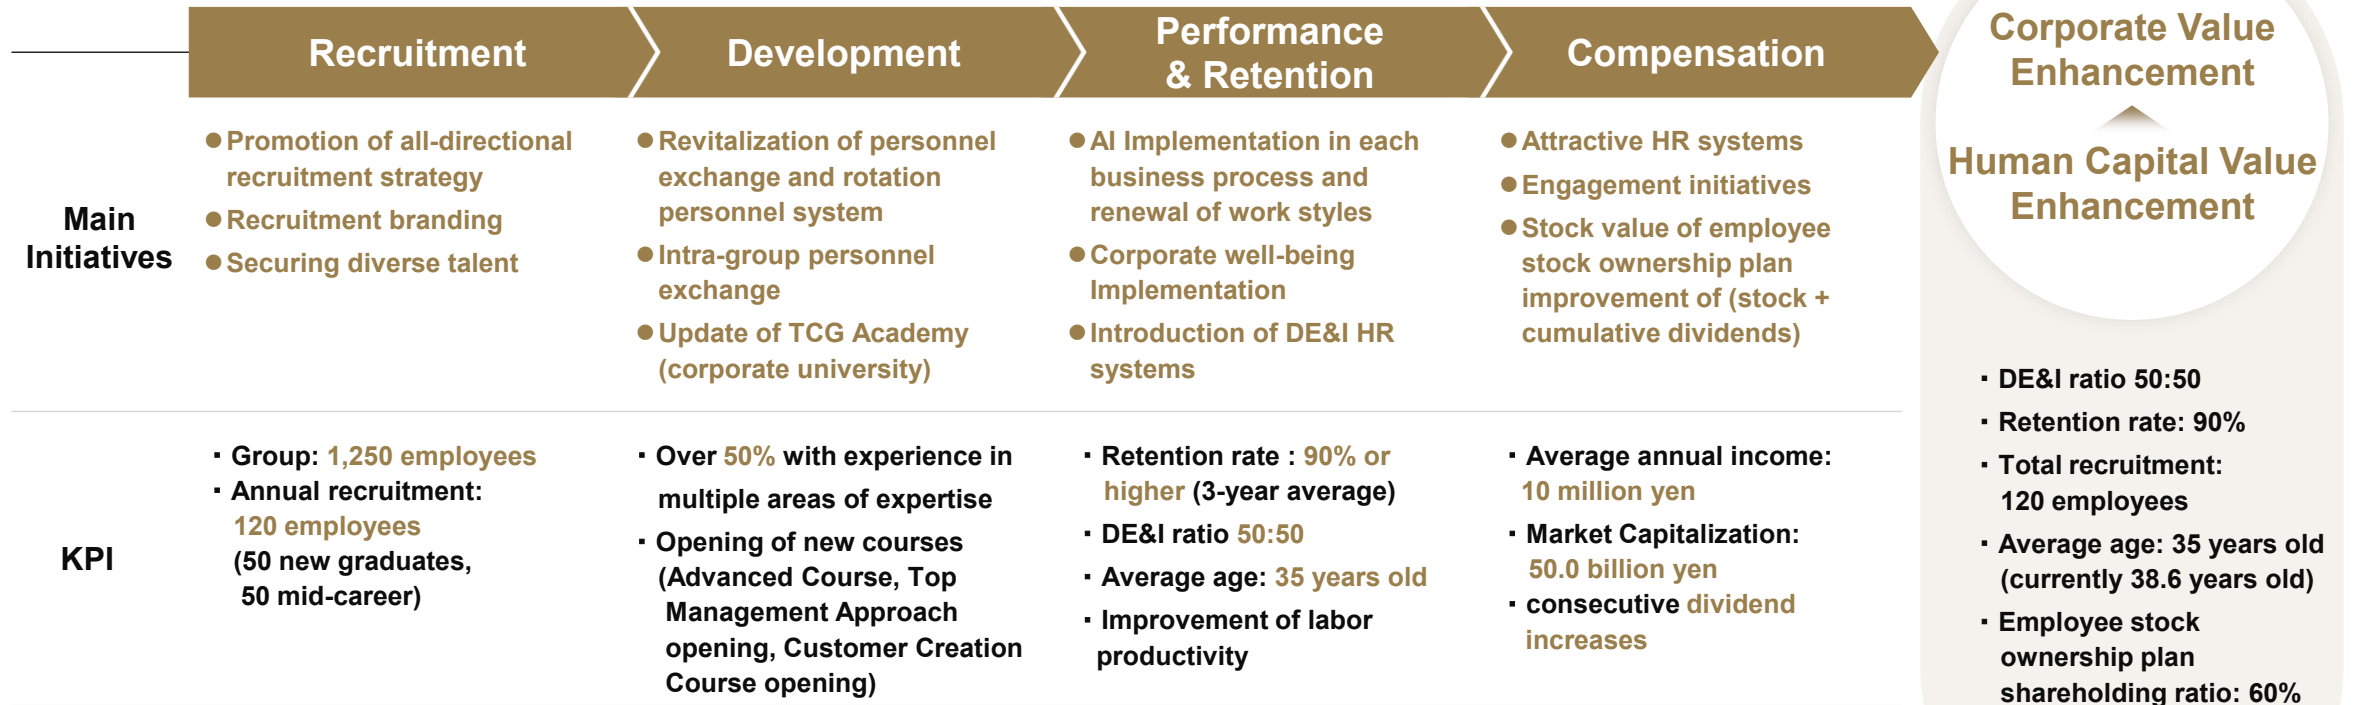 Recruitment
Development
Performance
& Retention
Compensation
Corporate Value
Enhancement
Human Capital Value
Enhancement
Main
Initiatives
●Promotion of all-directional
recruitment strategy
●Recruitment branding
●Securing diverse talent
●Revitalization of personnel
exchange and rotation
personnel system
●Intra-group personnel
exchange
●Update of TCG Academy
(corporate university)
●AI Implementation in each
business process and
renewal of work styles
●Corporate well-being
Implementation
●Introduction of DE&I HR
systems
●Attractive HR systems
●Engagement initiatives
●Stock value of employee
stock ownership plan
improvement of (stock +
cumulative dividends)
KPI
・Group: 1,250 employees
・Annual recruitment:
120 employees
(50 new graduates,
50 mid-career)
・Over 50% with experience in
multiple areas of expertise
・Opening of new courses
(Advanced Course, Top
Management Approach
opening, Customer Creation
Course opening)
・Retention rate : 90% or
higher (3-year average)
・DE&I ratio 50:50
・Average age: 35 years old
・Improvement of labor
productivity
・Average annual income:
10 million yen
・Market Capitalization:
50.0 billion yen
・consecutive dividend
increases
・DE&I ratio 50:50
・Retention rate: 90%
・Total recruitment:
120 employees
・Average age: 35 years old
(currently 38.6 years old)
・Employee stock
ownership plan
shareholding ratio: 60%